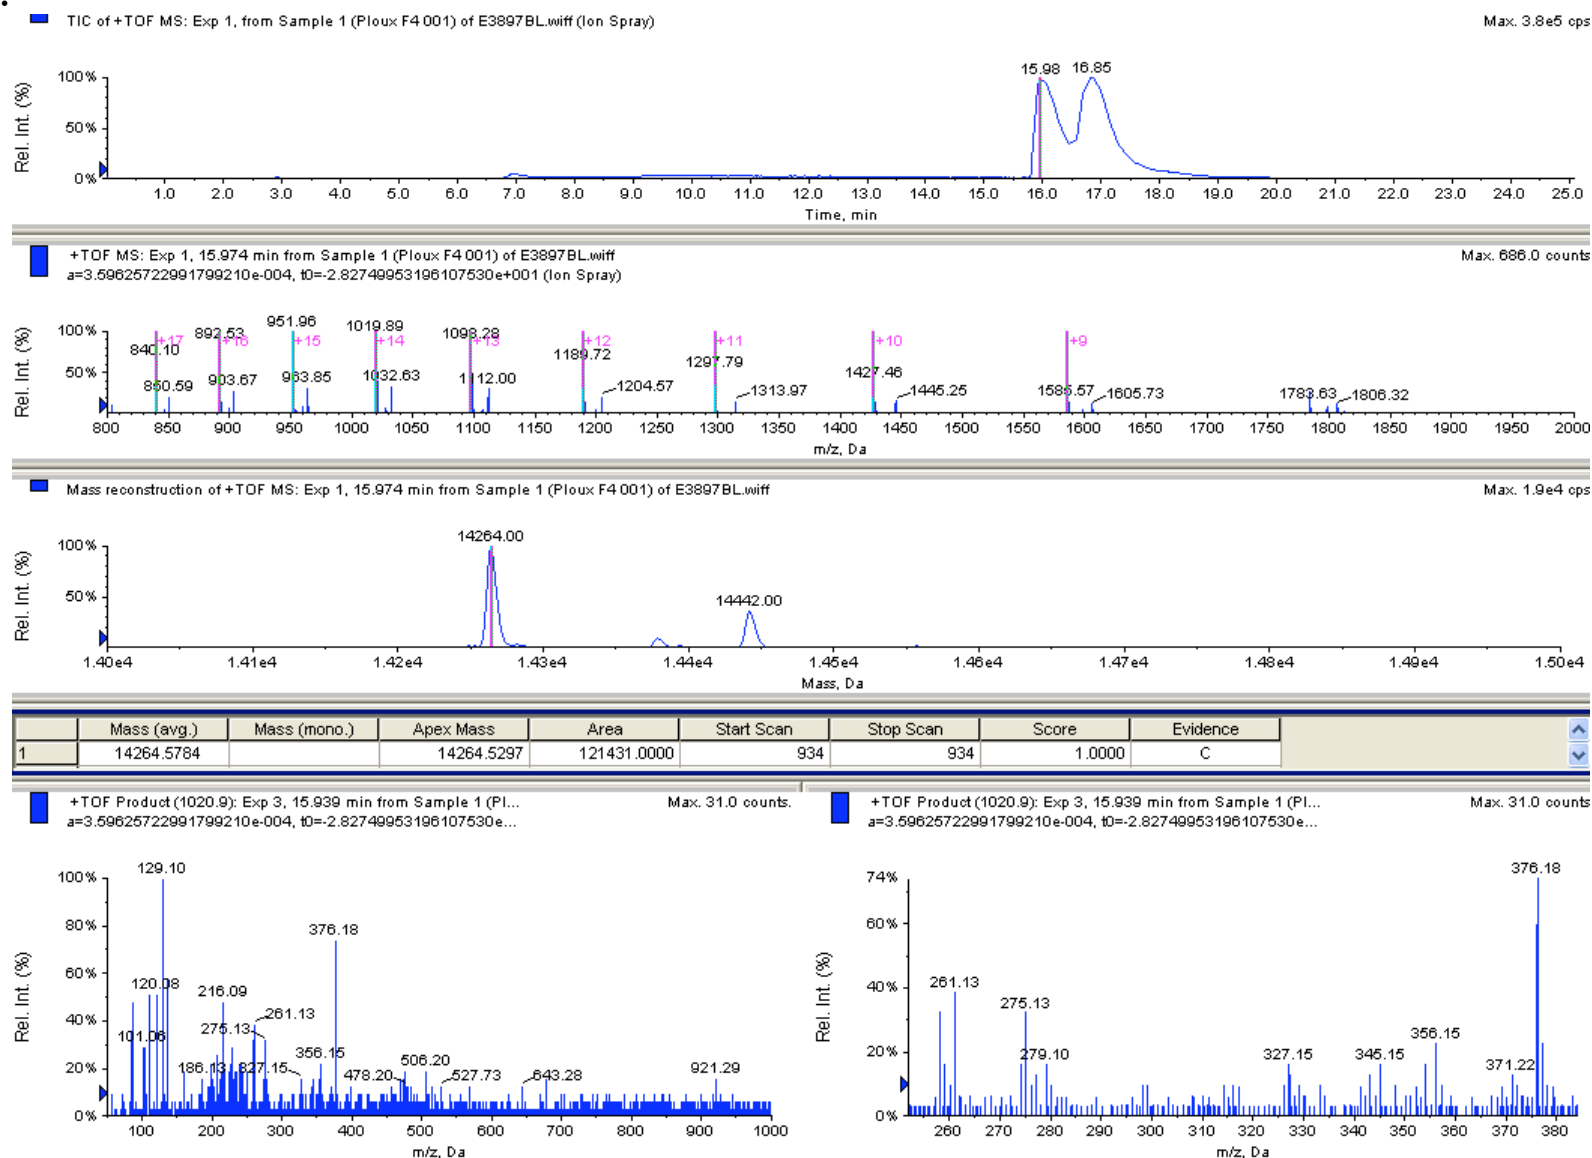 TIC of +TOF MS: Exp 1, from Sample 1 (Ploux F4 001) of E3897BL.wiff (Ion Spray)
Max. 3.8e5 cps
15.98 16.85
Rel. Int. (%)
100%
50%
0%
1.0 2.0 3.0 4.0 5.0 6.0 7.0 8.0 9.0 10.0 11.0 12.0 13.0 14.0 15.0 16.0 17.0 18.0 19.0 20.0 21.0 22.0 23.0 24.0 25.0
Time, min
+TOF MS: Exp 1, 15.974 min from Sample 1 (Ploux F4 001) of E3897BL.wiff
Max. 686.0 counts
a=3.59625722991799210e-004, t0=-2.82749953196107530e+001 (Ion Spray)
Rel. Int. (%)
100%
50%
0%
840.10 892.53 951.96 1019.89 1098.28 1189.72 1297.79 1427.46 1585.57 1783.63
+17 +16 +15 +14 +13 +12 +11 +10 +9
850.59 903.67 963.85 1032.63 1112.00 1204.57 1313.97 1445.25 1605.73 1806.32
800 850 900 950 1000 1050 1100 1150 1200 1250 1300 1350 1400 1450 1500 1550 1600 1650 1700 1750 1800 1850 1900 1950 2000
m/z, Da
Mass reconstruction of +TOF MS: Exp 1, 15.974 min from Sample 1 (Ploux F4 001) of E3897BL.wiff
Max. 1.9e4 cps
Rel. Int. (%)
100%
50%
14264.00
14442.00
1.40e4 1.41e4 1.42e4 1.43e4 1.44e4 1.45e4 1.46e4 1.47e4 1.48e4 1.49e4 1.50e4
Mass, Da
Mass (avg.) Mass (mono.) Apex Mass Area Start Scan Stop Scan Score Evidence
1 14264.5784 14264.5297 121431.0000 934 934 1.0000 C
+TOF Product (1020.9): Exp 3, 15.939 min from Sample 1 (Pl...
Max. 31.0 counts.
a=3.59625722991799210e-004, t0=-2.82749953196107530e...
Rel. Int. (%)
100%
80%
60%
40%
20%
0%
129.10
376.18
120.08
216.09
261.13
101.06
275.13
356.15
186.13
327.15
478.20
506.20
527.73
643.28
921.29
100 200 300 400 500 600 700 800 900 1000
m/z, Da
+TOF Product (1020.9): Exp 3, 15.939 min from Sample 1 (Pl...
Max. 31.0 counts
a=3.59625722991799210e-004, t0=-2.82749953196107530e...
Rel. Int. (%)
74%
60%
40%
20%
0%
376.18
261.13
275.13
279.10
327.15
345.15
356.15
371.22
260 270 280 290 300 310 320 330 340 350 360 370 380
m/z, Da